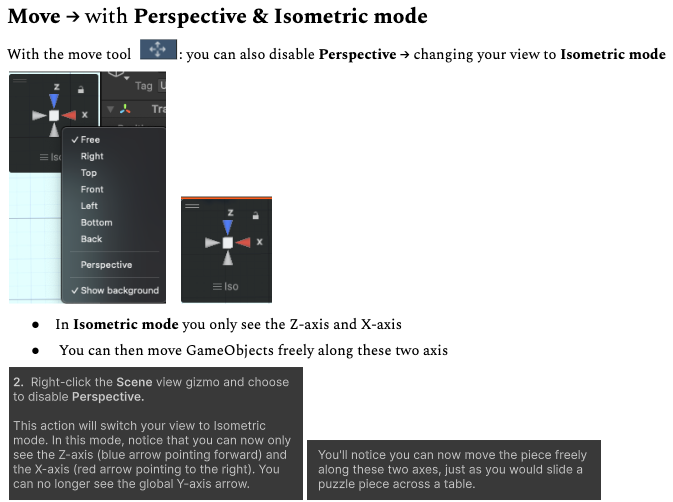 Move → with Perspective & Isometric mode
With the move tool : you can also disable Perspective → changing your view to Isometric mode
z
x
Tag U
Tra
Iso
✓ Free
Right
Top
Front
Left
Bottom
Back
Perspective
✓ Show background
z
x
Iso
● In Isometric mode you only see the Z-axis and X-axis
● You can then move GameObjects freely along these two axis
2. Right-click the Scene view gizmo and choose
to disable Perspective.
This action will switch your view to Isometric
mode. In this mode, notice that you can now only
see the Z-axis (blue arrow pointing forward) and
the X-axis (red arrow pointing to the right). You
can no longer see the global Y-axis arrow.
You'll notice you can now move the piece freely
along these two axes, just as you would slide a
puzzle piece across a table.